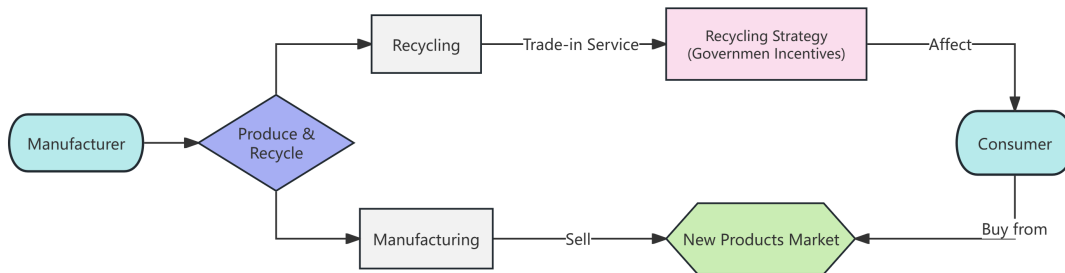 Recycling
Trade-in Service
Recycling Strategy
(Governmen Incentives)
Affect
Manufacturer
Produce &
Recycle
Consumer
Manufacturing
Sell
New Products Market
Buy from